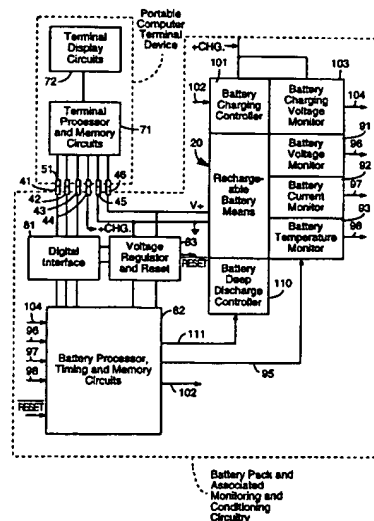 Portable
Computer
Terminal
Device
Terminal
Display
Circuits
72
Terminal
Processor
and Memory
Circuits
71
+CHG.
101
103
102
Battery
Charging
Controller
Battery
Charging
Voltage
Monitor
104
91
20
Recharge-
able
Battery
Means
Battery
Voltage
Monitor
96
92
Battery
Current
Monitor
97
93
Battery
Temperature
Monitor
98
51
41
42
43
44
46
45
+CHG.
V+
81
Digital
Interface
Voltage
Regulator
and Reset
83
RESET
Battery
Deep
Discharge
Controller
110
82
104
96
97
98
RESET
Battery Processor,
Timing and Memory
Circuits
111
95
102
Battery Pack and
Associated
Monitoring and
Conditioning
Circuitry